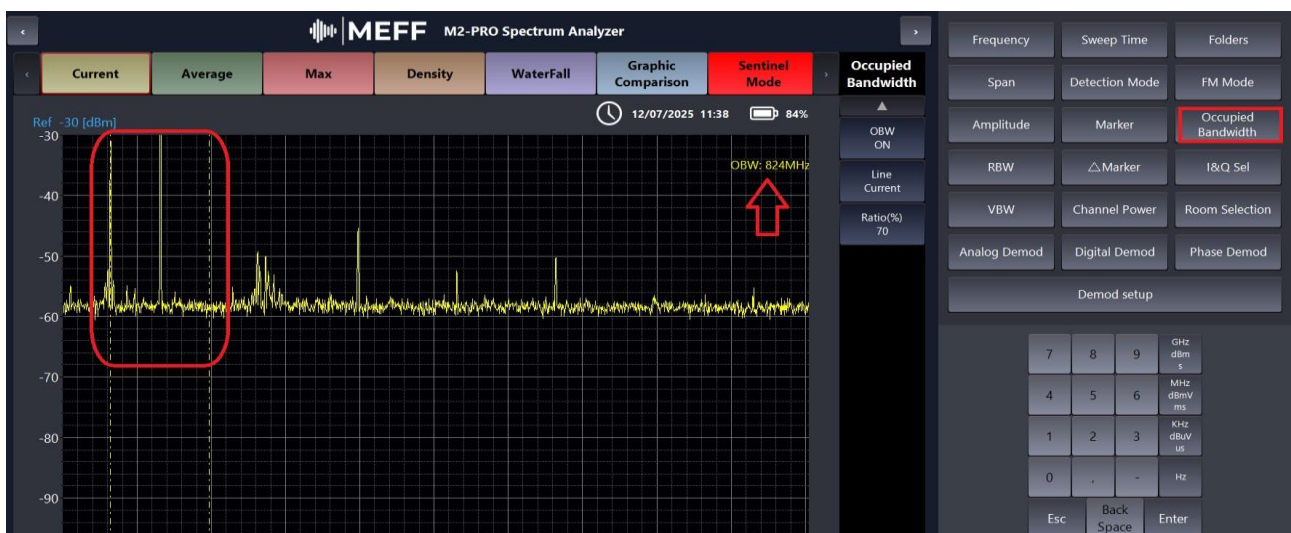 MEFF M2-PRO Spectrum Analyzer
Current
Average
Max
Density
WaterFall
Graphic
Comparison
Sentinel
Mode
Occupied
Bandwidth
12/07/2025 11:38 84%
Ref -30 [dBm]
-30
-40
-50
-60
-70
-80
-90
OBW: 824MHz
OBW
ON
Line
Current
Ratio(%)
70
Frequency
Sweep Time
Folders
Span
Detection Mode
FM Mode
Amplitude
Marker
Occupied
Bandwidth
RBW
△Marker
I&Q Sel
VBW
Channel Power
Room Selection
Analog Demod
Digital Demod
Phase Demod
Demod setup
7
8
9
GHz
dBm
s
4
5
6
MHz
dBmV
ms
1
2
3
KHz
dBuV
us
0
.
-
Hz
Esc
Back
Space
Enter